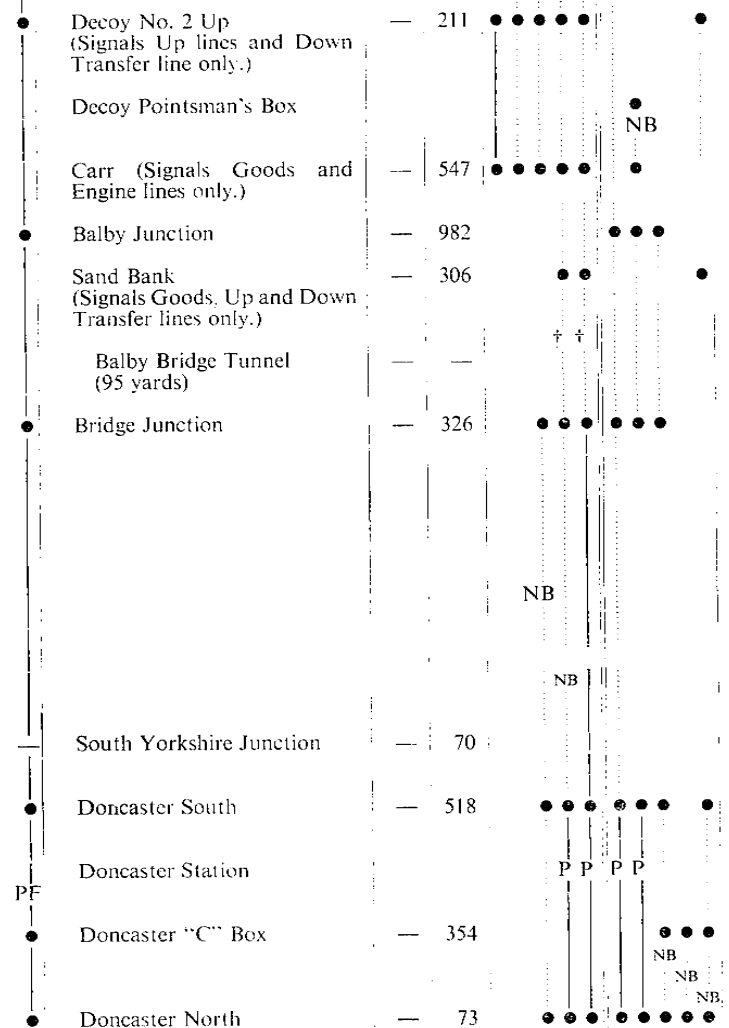 Decoy No. 2 Up — 211
(Signals Up lines and Down
Transfer line only.)
Decoy Pointsman's Box
NB
Carr (Signals Goods and — 547
Engine lines only.)
Balby Junction — 982
Sand Bank — 306
(Signals Goods, Up and Down
Transfer lines only.)
† †
Balby Bridge Tunnel — —
(95 yards)
Bridge Junction — 326
NB
NB
South Yorkshire Junction — 70
Doncaster South — 518
Doncaster Station P P P P
PF
Doncaster "C" Box — 354
NB
NB
NB
Doncaster North — 73